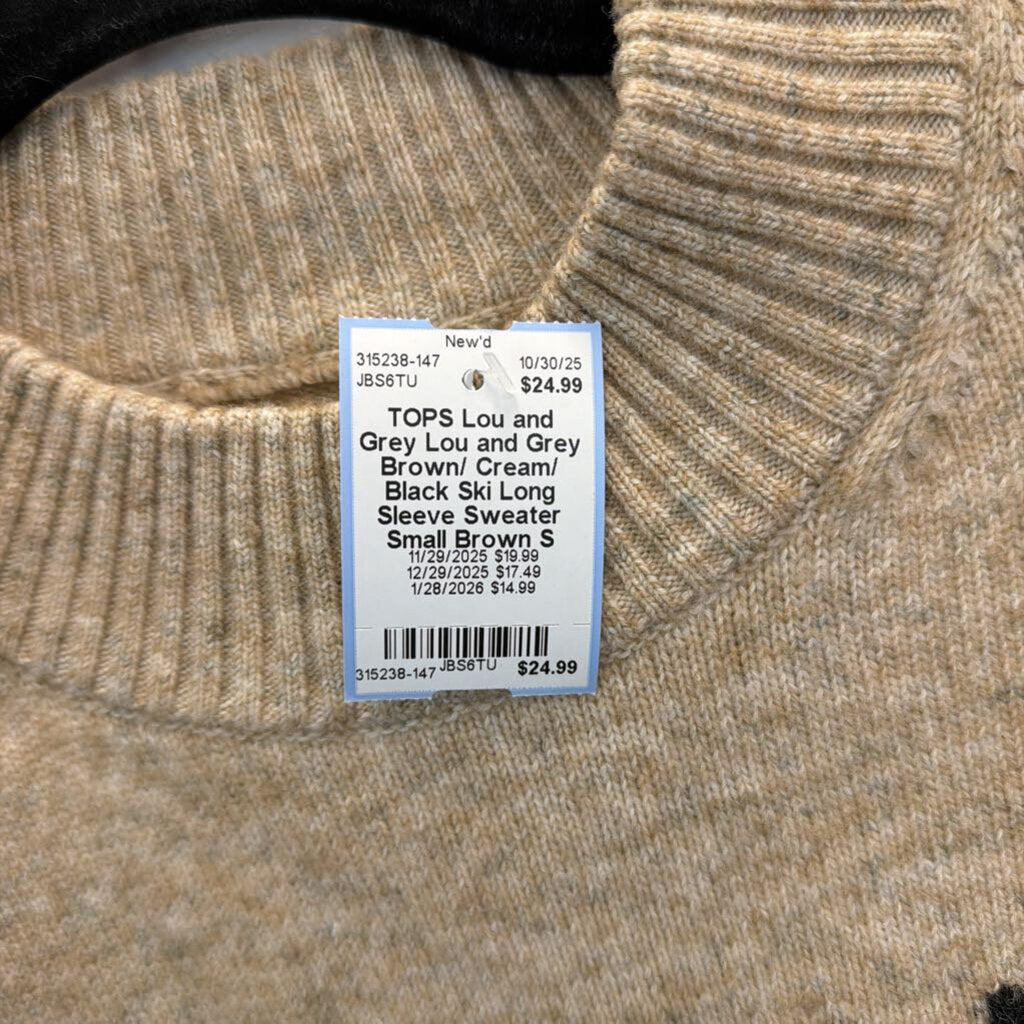 New'd
315238-147 10/30/25
JBS6TU $24.99
TOPS Lou and
Grey Lou and Grey
Brown/ Cream/
Black Ski Long
Sleeve Sweater
Small Brown S
11/29/2025 $19.99
12/29/2025 $17.49
1/28/2026 $14.99
315238-147 JBS6TU $24.99